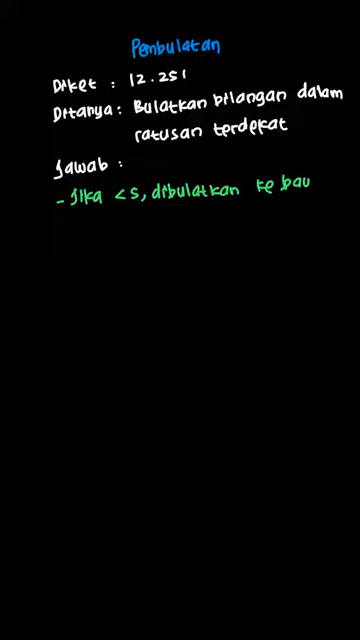 Pembulatan
Diket : 12.251
Ditanya : Bulatkan bilangan dalam
ratusan terdekat
Jawab :
- Jika < 5, dibulatkan ke bau